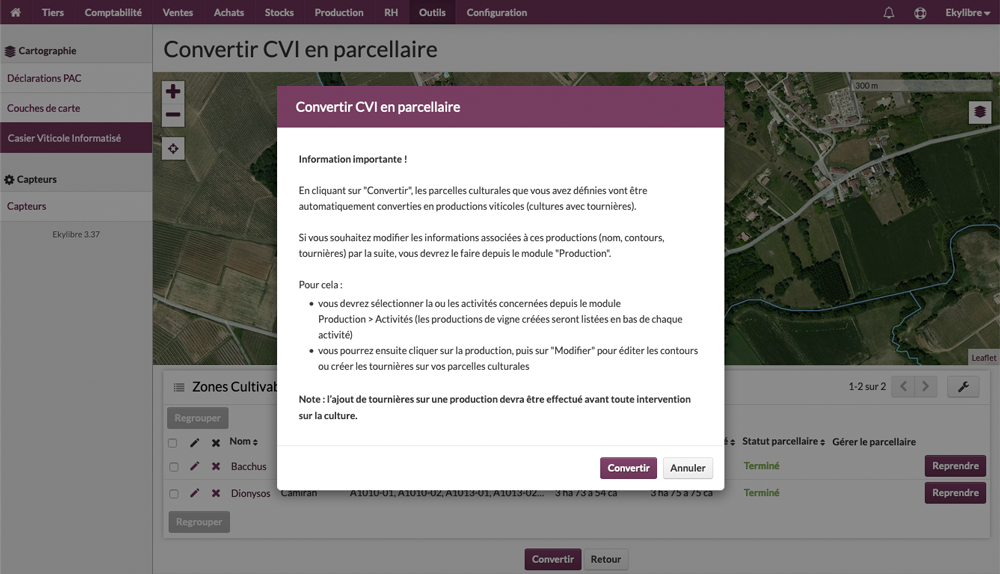 Tiers Comptabilité Ventes Achats Stocks Production RH Outils Configuration Ekylibre
Cartographie
Déclarations PAC
Couches de carte
Casier Viticole Informatisé
Capteurs
Capteurs
Ekylibre 3.37
Convertir CVI en parcellaire
300 m
Convertir CVI en parcellaire
Information importante !
En cliquant sur "Convertir", les parcelles culturales que vous avez définies vont être
automatiquement converties en productions viticoles (cultures avec tournières).
Si vous souhaitez modifier les informations associées à ces productions (nom, contours,
tournières) par la suite, vous devrez le faire depuis le module "Production".
Pour cela :
• vous devrez sélectionner la ou les activités concernées depuis le module
Production > Activités (les productions de vigne créées seront listées en bas de chaque
activité)
• vous pourrez ensuite cliquer sur la production, puis sur "Modifier" pour éditer les contours
ou créer les tournières sur vos parcelles culturales
Note : l'ajout de tournières sur une production devra être effectué avant toute intervention
sur la culture.
Convertir Annuler
Leaflet
Zones Cultivab 1-2 sur 2
Regrouper
Nom Statut parcellaire Gérer le parcellaire
Bacchus Terminé Reprendre
Dionysos Camiran A1010-01, A1010-02, A1013-01, A1013-02... 3 ha 73 a 54 ca 3 ha 75 a 75 ca Terminé Reprendre
Regrouper
Convertir Retour